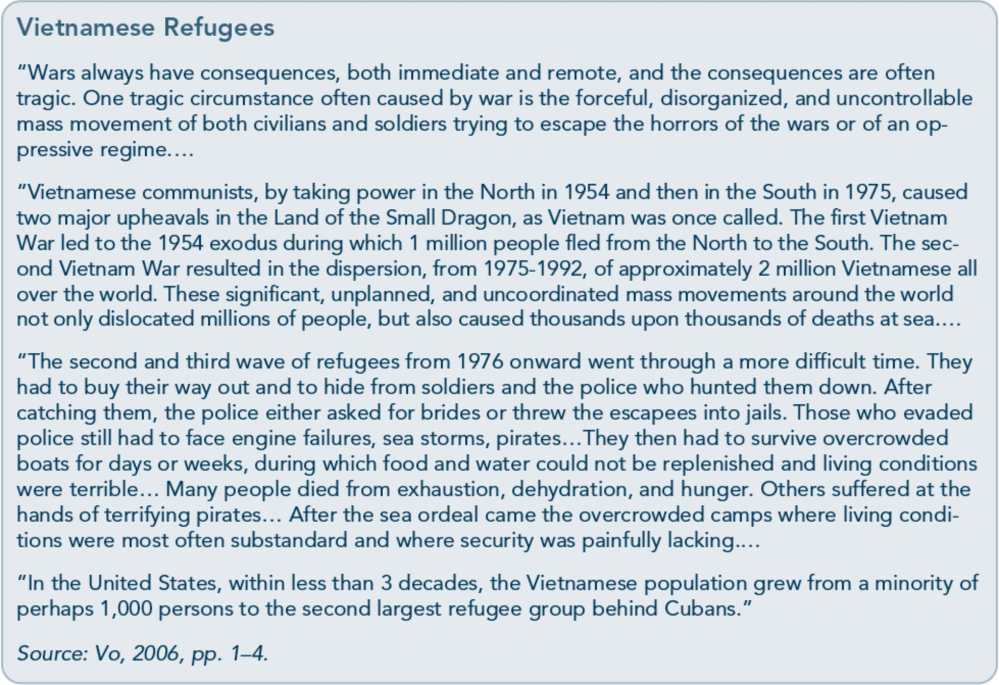 Vietnamese Refugees
“Wars always have consequences, both immediate and remote, and the consequences are often
tragic. One tragic circumstance often caused by war is the forceful, disorganized, and uncontrollable
mass movement of both civilians and soldiers trying to escape the horrors of the wars or of an op-
pressive regime.…
“Vietnamese communists, by taking power in the North in 1954 and then in the South in 1975, caused
two major upheavals in the Land of the Small Dragon, as Vietnam was once called. The first Vietnam
War led to the 1954 exodus during which 1 million people fled from the North to the South. The sec-
ond Vietnam War resulted in the dispersion, from 1975-1992, of approximately 2 million Vietnamese all
over the world. These significant, unplanned, and uncoordinated mass movements around the world
not only dislocated millions of people, but also caused thousands upon thousands of deaths at sea.…
“The second and third wave of refugees from 1976 onward went through a more difficult time. They
had to buy their way out and to hide from soldiers and the police who hunted them down. After
catching them, the police either asked for brides or threw the escapees into jails. Those who evaded
police still had to face engine failures, sea storms, pirates…They then had to survive overcrowded
boats for days or weeks, during which food and water could not be replenished and living conditions
were terrible… Many people died from exhaustion, dehydration, and hunger. Others suffered at the
hands of terrifying pirates… After the sea ordeal came the overcrowded camps where living condi-
tions were most often substandard and where security was painfully lacking.…
“In the United States, within less than 3 decades, the Vietnamese population grew from a minority of
perhaps 1,000 persons to the second largest refugee group behind Cubans.”
Source: Vo, 2006, pp. 1–4.